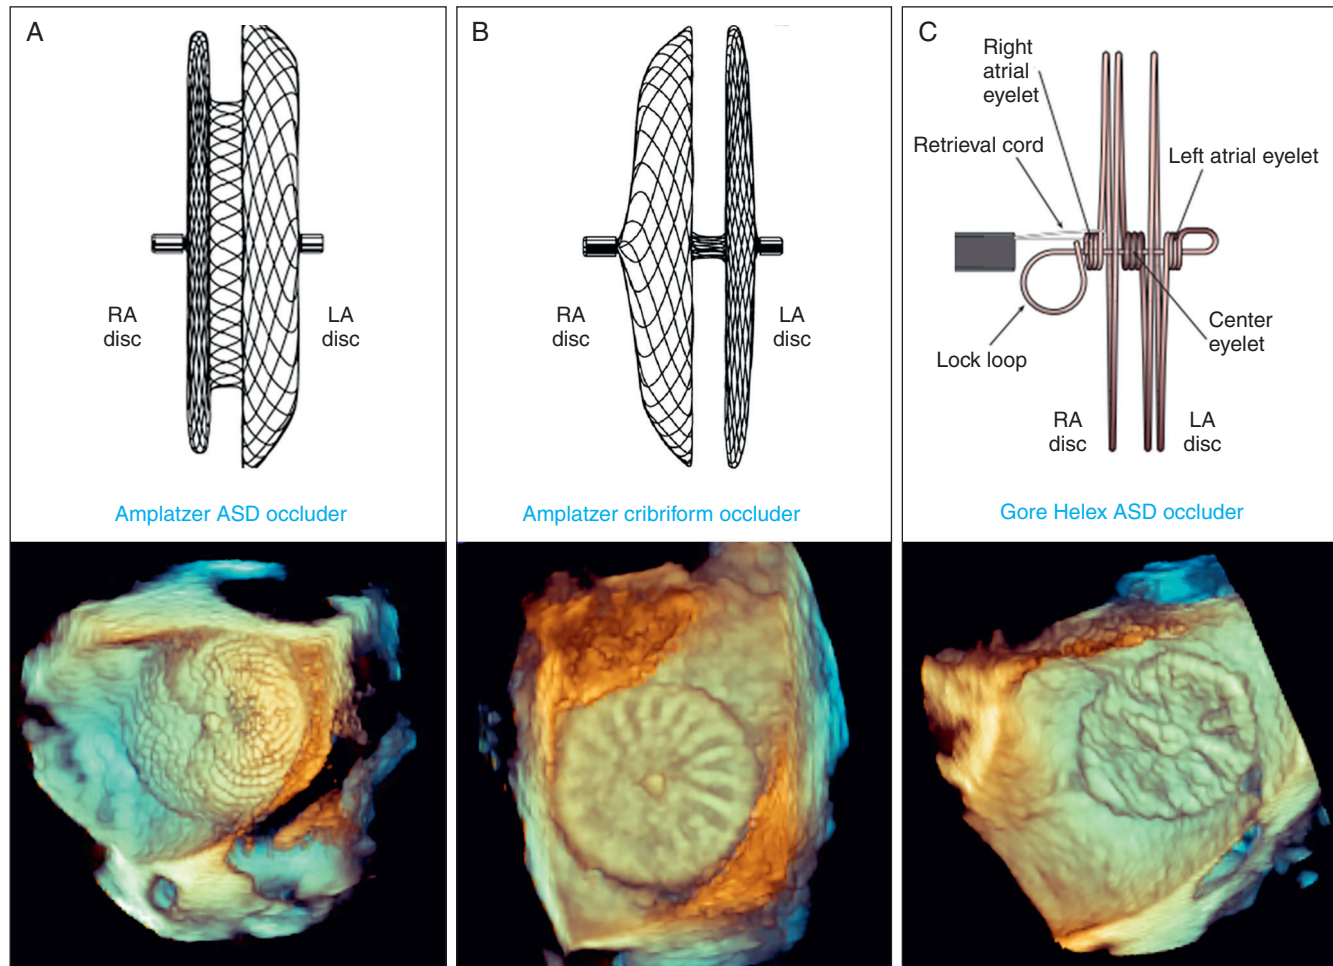 A
RA
disc
LA
disc
Amplatzer ASD occluder
B
RA
disc
LA
disc
Amplatzer cribriform occluder
C
Right
atrial
eyelet
Retrieval cord
Left atrial eyelet
Center
eyelet
Lock loop
RA
disc
LA
disc
Gore Helex ASD occluder